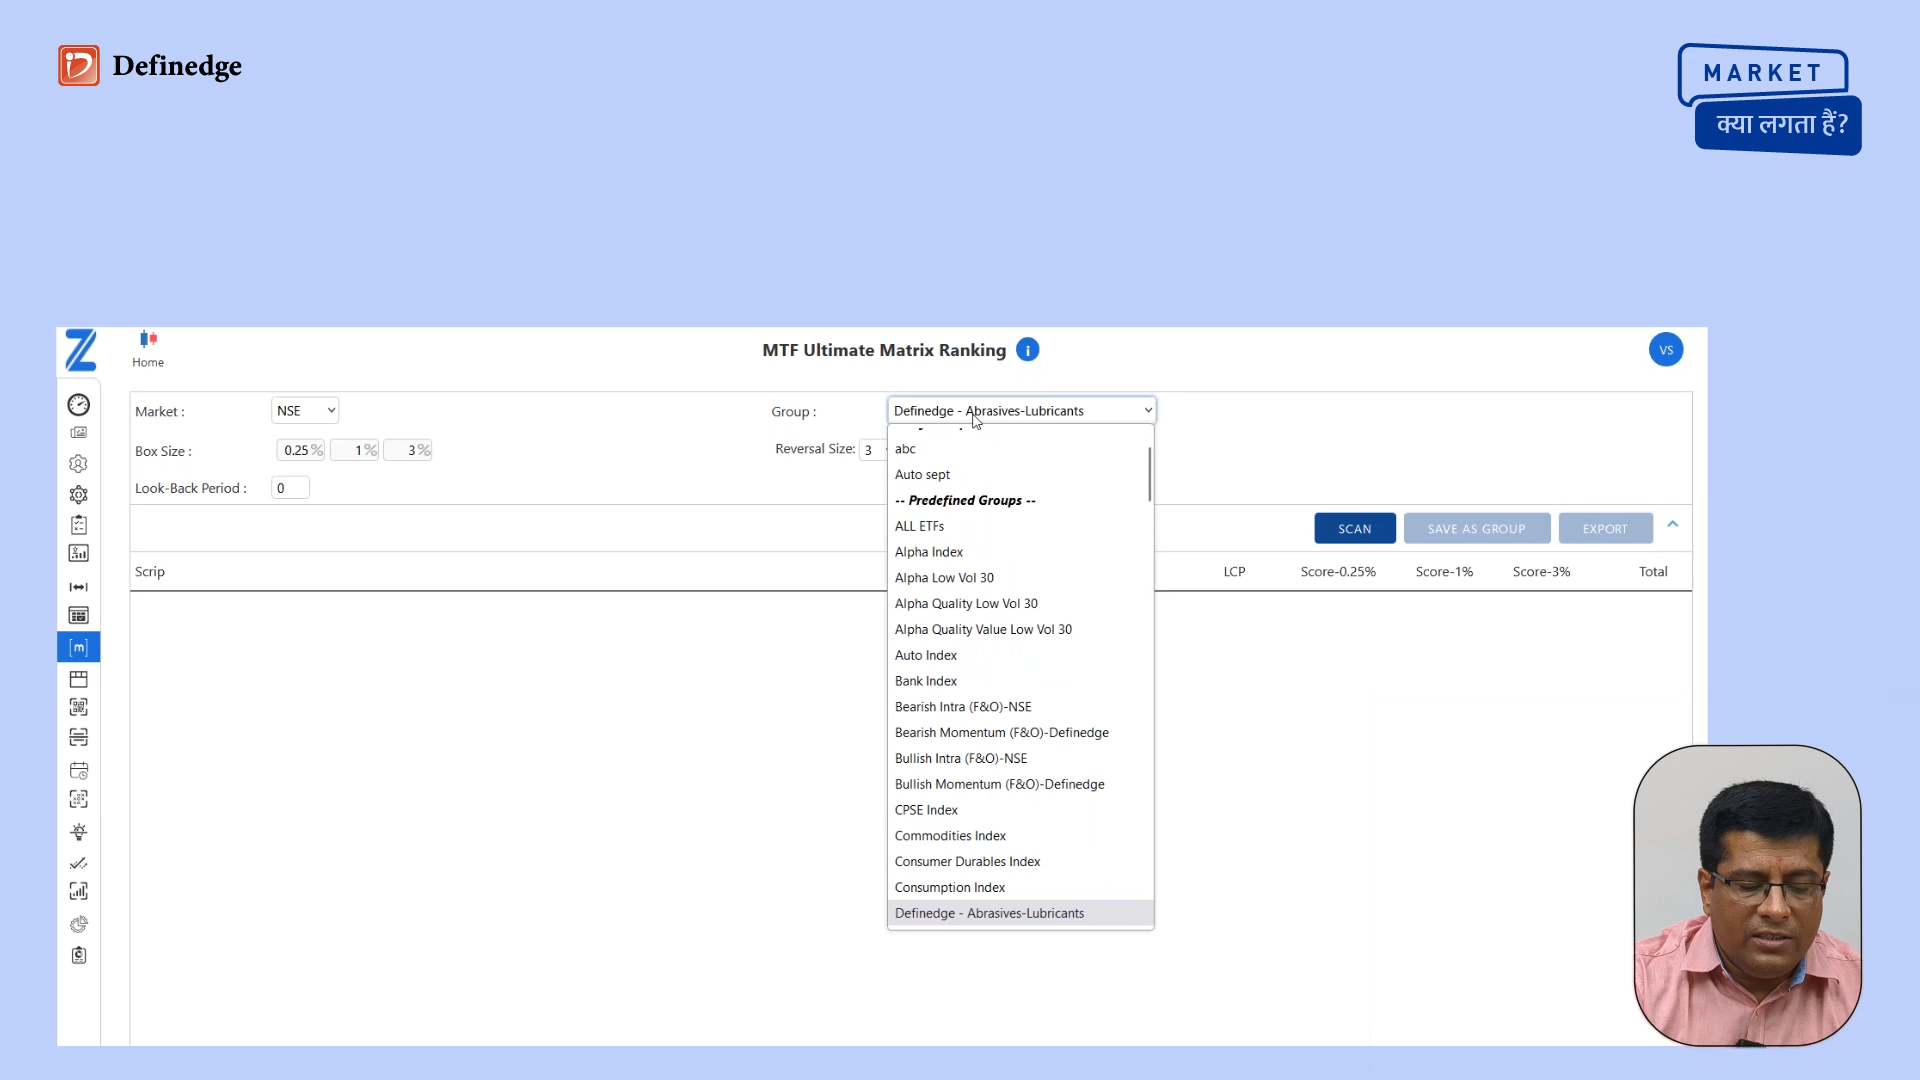 Definedge
MARKET
क्या लगता हैं?
Home
MTF Ultimate Matrix Ranking
i
VS
Market :
NSE
Group :
Definedge - Abrasives-Lubricants
Box Size :
0.25 %
1 %
3 %
Reversal Size: 3
Look-Back Period :
0
abc
Auto sept
-- Predefined Groups --
ALL ETFs
Alpha Index
Alpha Low Vol 30
Alpha Quality Low Vol 30
Alpha Quality Value Low Vol 30
Auto Index
Bank Index
Bearish Intra (F&O)-NSE
Bearish Momentum (F&O)-Definedge
Bullish Intra (F&O)-NSE
Bullish Momentum (F&O)-Definedge
CPSE Index
Commodities Index
Consumer Durables Index
Consumption Index
Definedge - Abrasives-Lubricants
SCAN
SAVE AS GROUP
EXPORT
Scrip
LCP
Score-0.25%
Score-1%
Score-3%
Total
[m]